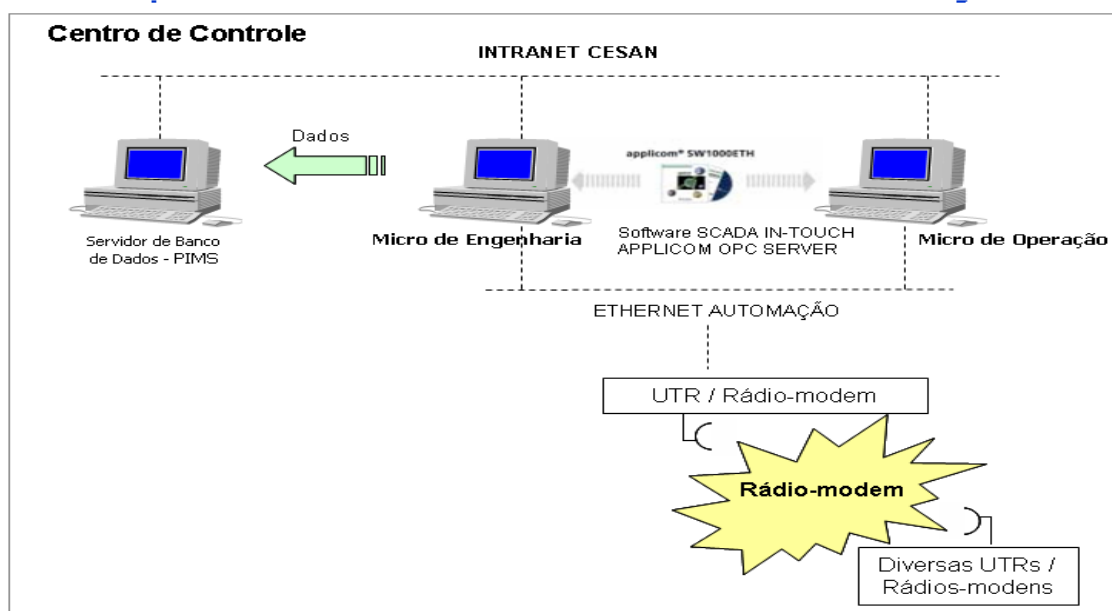 Centro de Controle
INTRANET CESAN
Dados
applicom® SW1000ETH
Servidor de Banco
de Dados - PIMS
Micro de Engenharia
Software SCADA IN-TOUCH
APPLICOM OPC SERVER
Micro de Operação
ETHERNET AUTOMAÇÃO
UTR / Rádio-modem
Rádio-modem
Diversas UTRs /
Rádios-modens